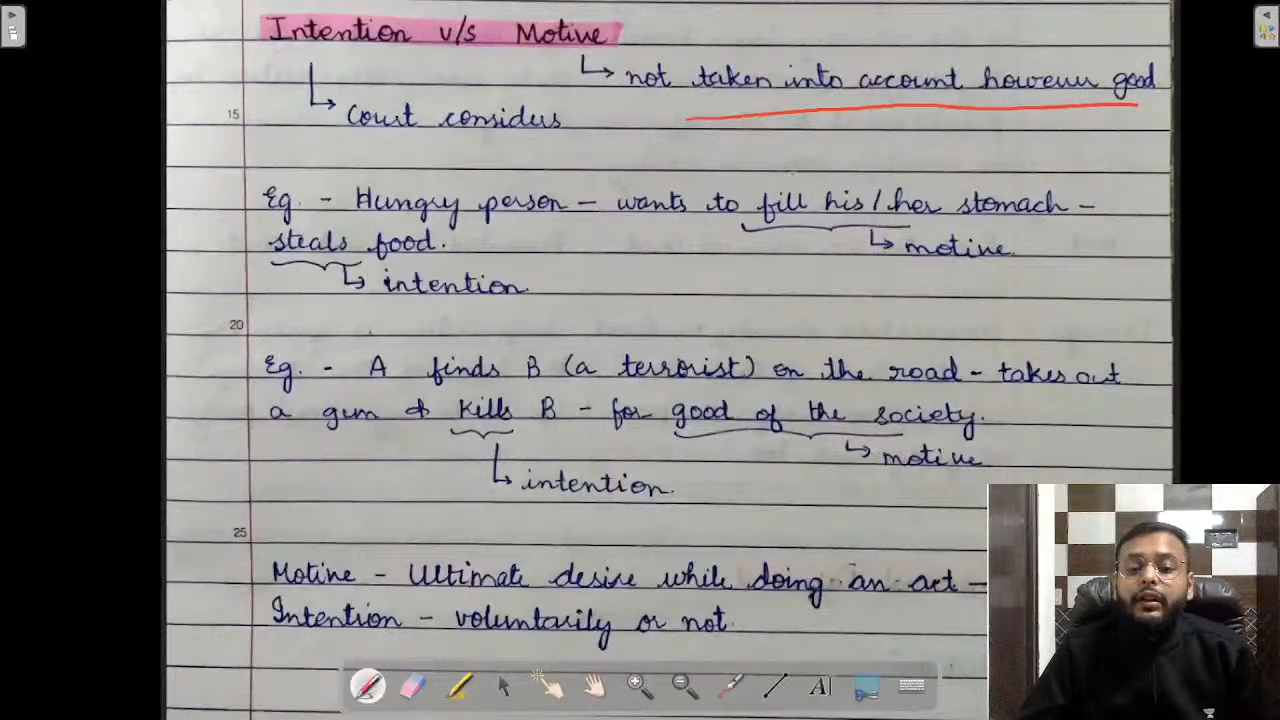 Intention v/s Motive
↳ not taken into account however good
↳ Court considers
15
Eg. - Hungry person - wants to fill his/her stomach -
↳ motive.
steals food.
↳ intention.
20
Eg. - A finds B (a terrorist) on the road - takes out
a gun & kills B - for good of the society.
↳ motive
↳ intention.
25
Motive - Ultimate desire while doing an act -
Intention - voluntarily or not.
A